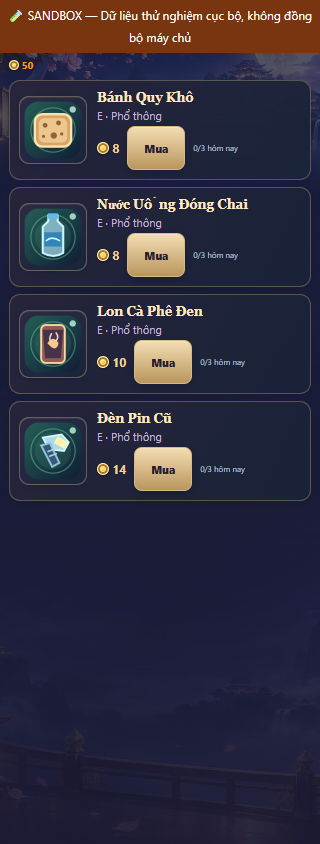 SANDBOX — Dữ liệu thử nghiệm cục bộ, không đồng
bộ máy chủ
50
Bánh Quy Khô
E · Phổ thông
8 Mua 0/3 hôm nay
Nước Uống Đóng Chai
E · Phổ thông
8 Mua 0/3 hôm nay
Lon Cà Phê Đen
E · Phổ thông
10 Mua 0/3 hôm nay
Đèn Pin Cũ
E · Phổ thông
14 Mua 0/3 hôm nay